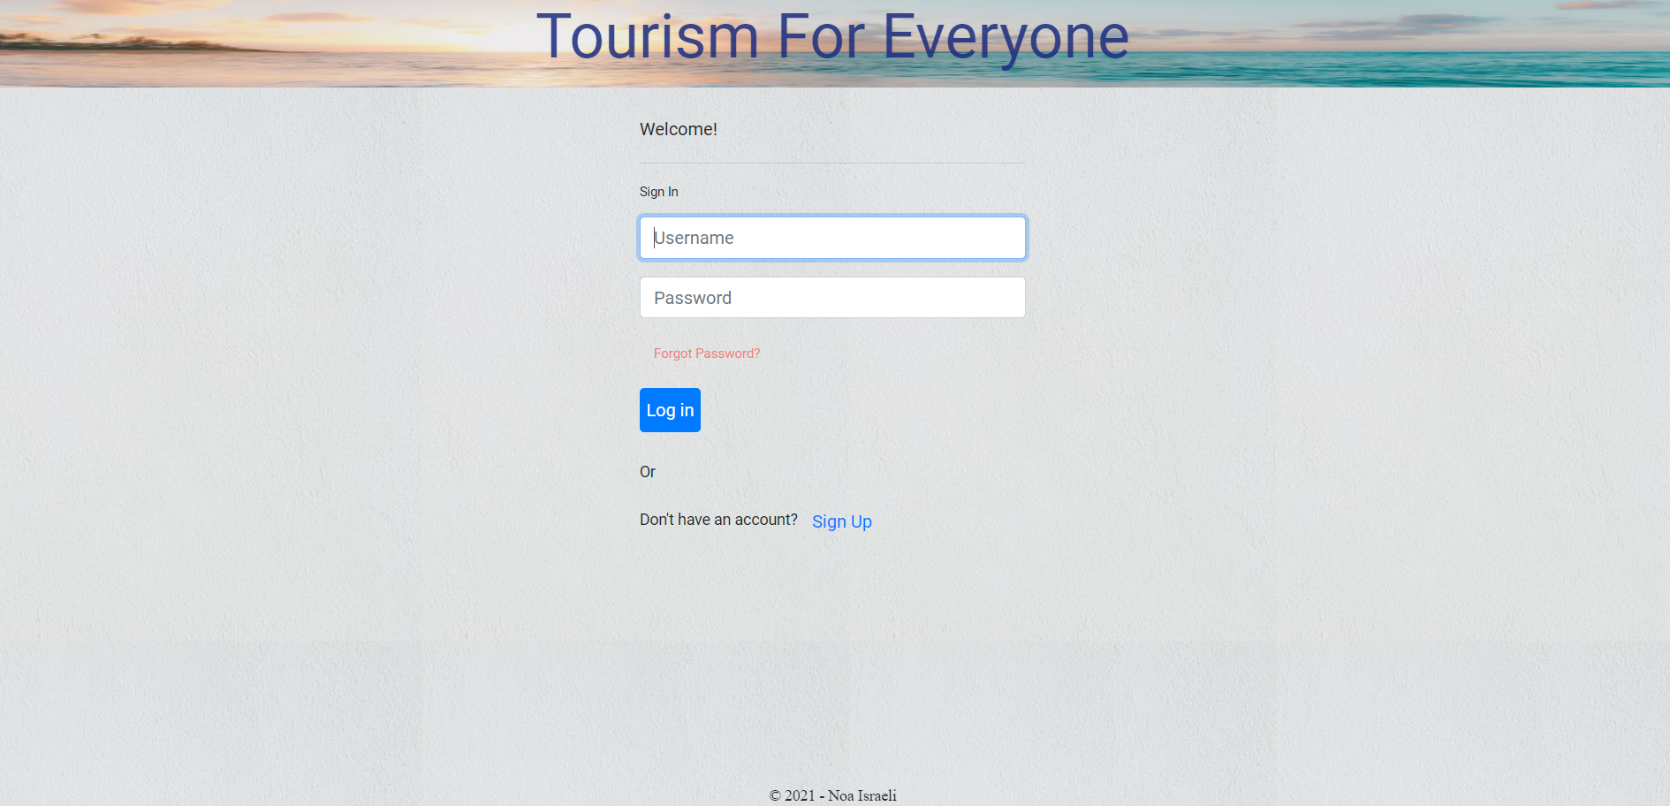 Tourism For Everyone
Welcome!
Sign In
Username
Password
Forgot Password?
Log in
Or
Don't have an account? Sign Up
© 2021 - Noa Israeli